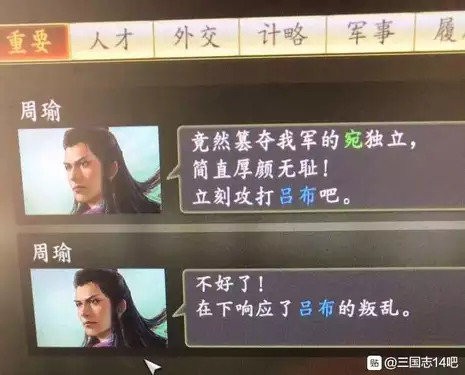 重要 人才 外交 计略 军事 履
周瑜
竟然篡夺我军的宛独立，
简直厚颜无耻！
立刻攻打吕布吧。
周瑜
不好了！
在下响应了吕布的叛乱。
贴 @三国志14吧